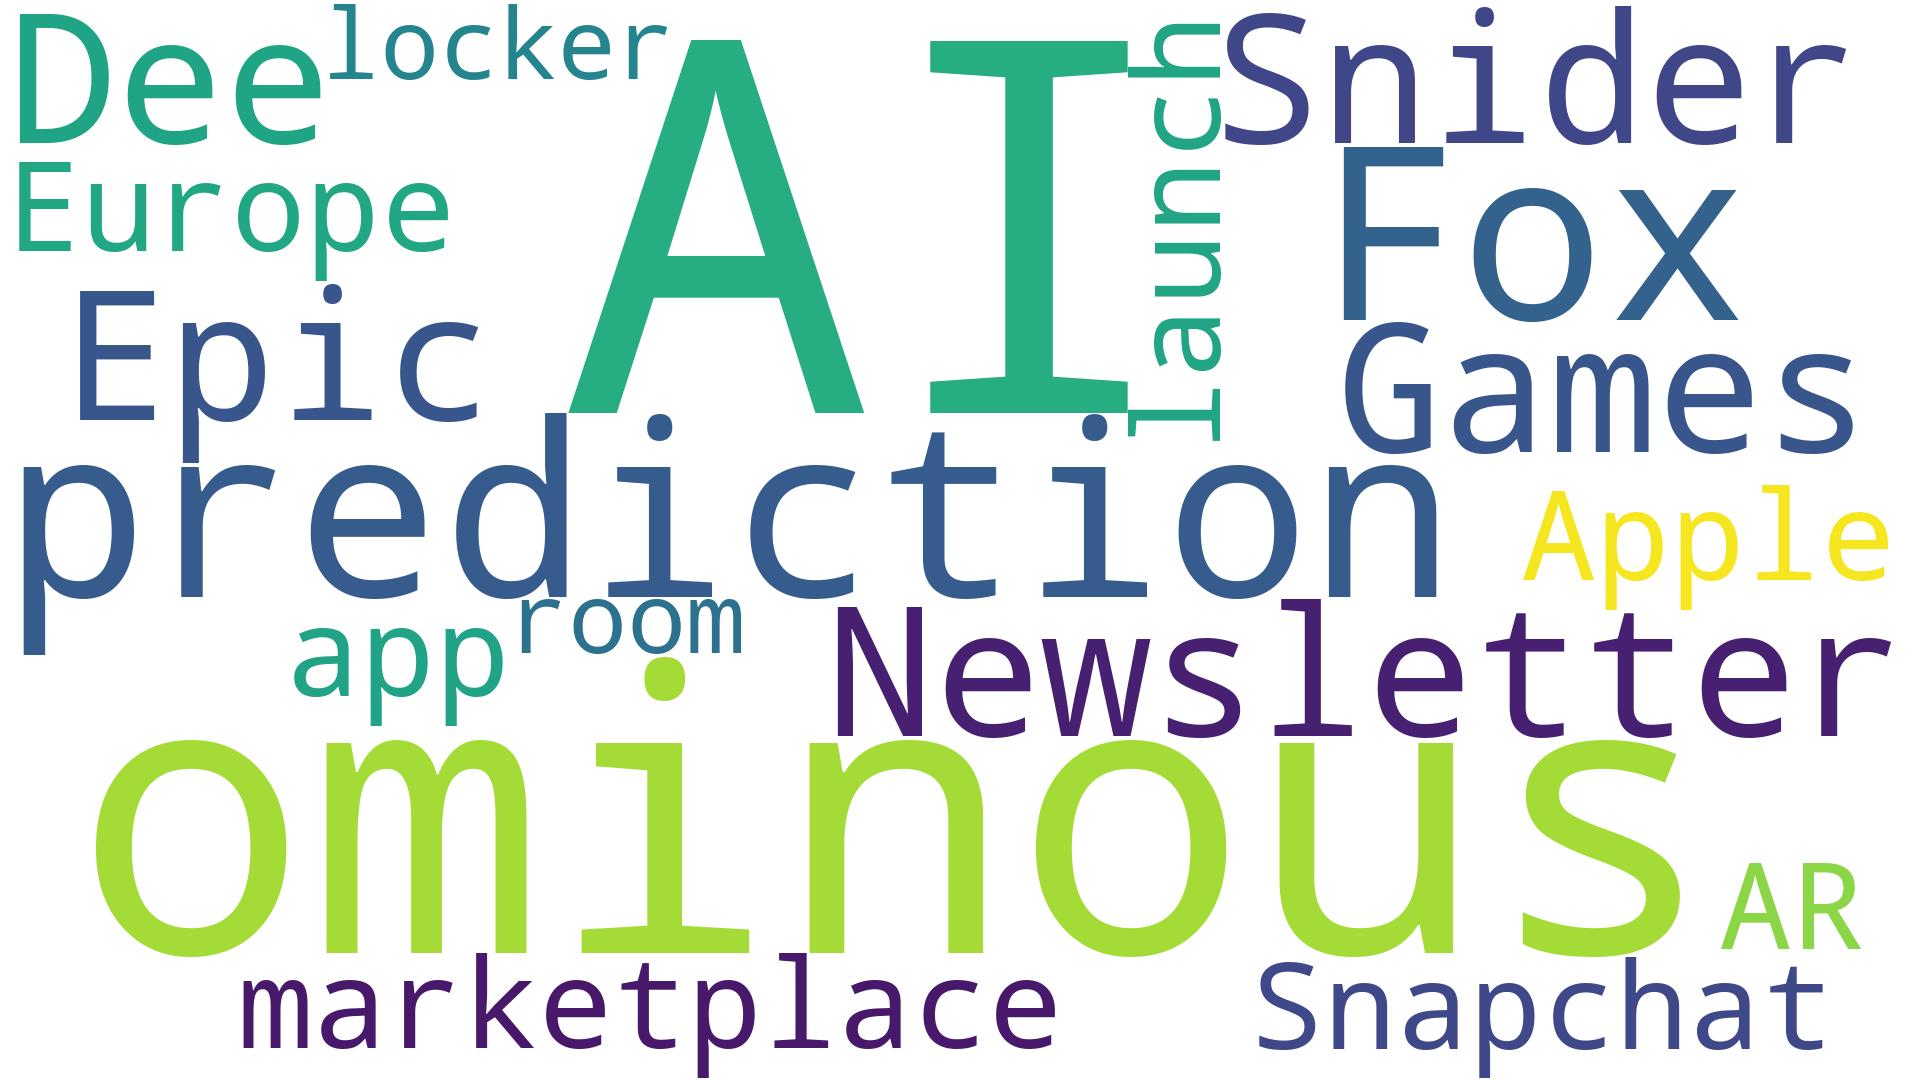 Dee
locker
AI
launch
Snider
Europe
Fox
Epic
Games
prediction
Apple
app
room
Newsletter
ominous
AR
marketplace
Snapchat